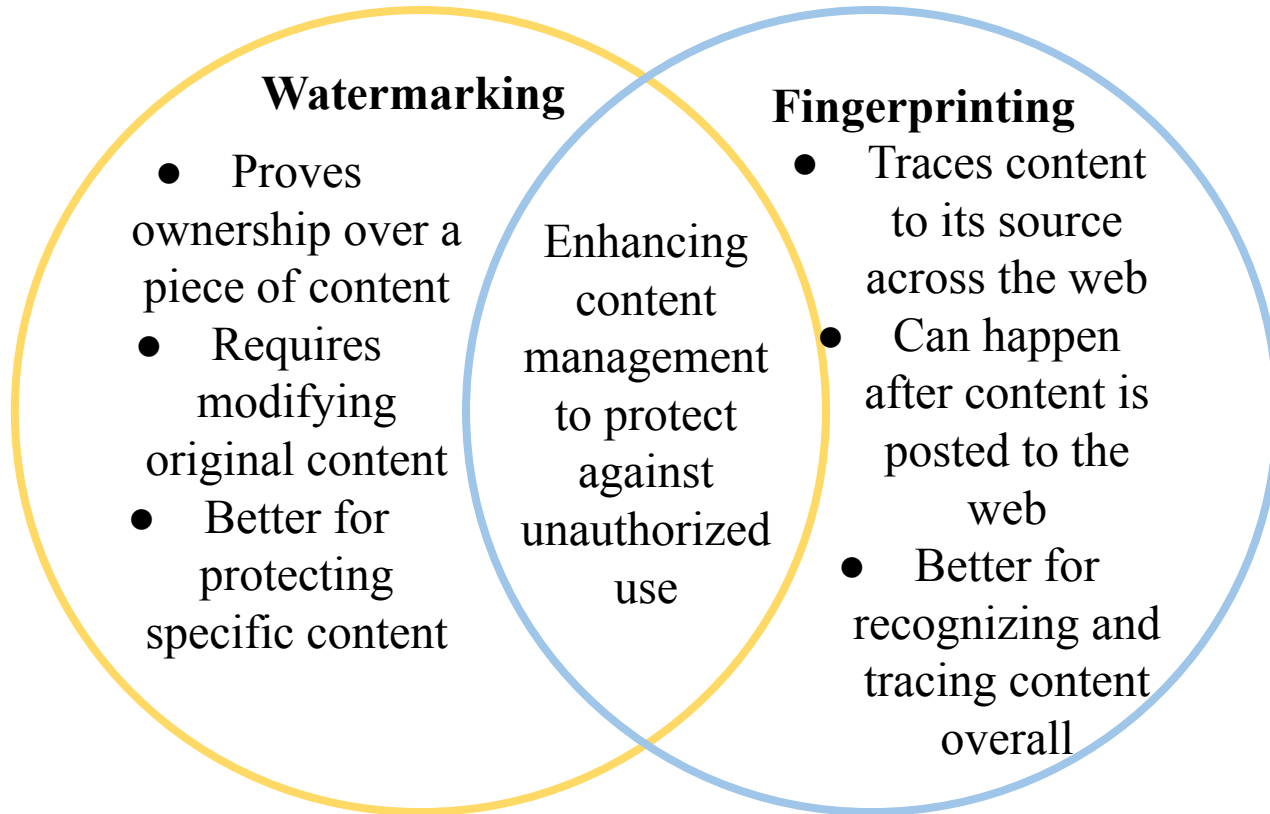 Watermarking
● Proves
ownership over a
piece of content
● Requires
modifying
original content
● Better for
protecting
specific content
Enhancing
content
management
to protect
against
unauthorized
use
Fingerprinting
● Traces content
to its source
across the web
● Can happen
after content is
posted to the
web
● Better for
recognizing and
tracing content
overall